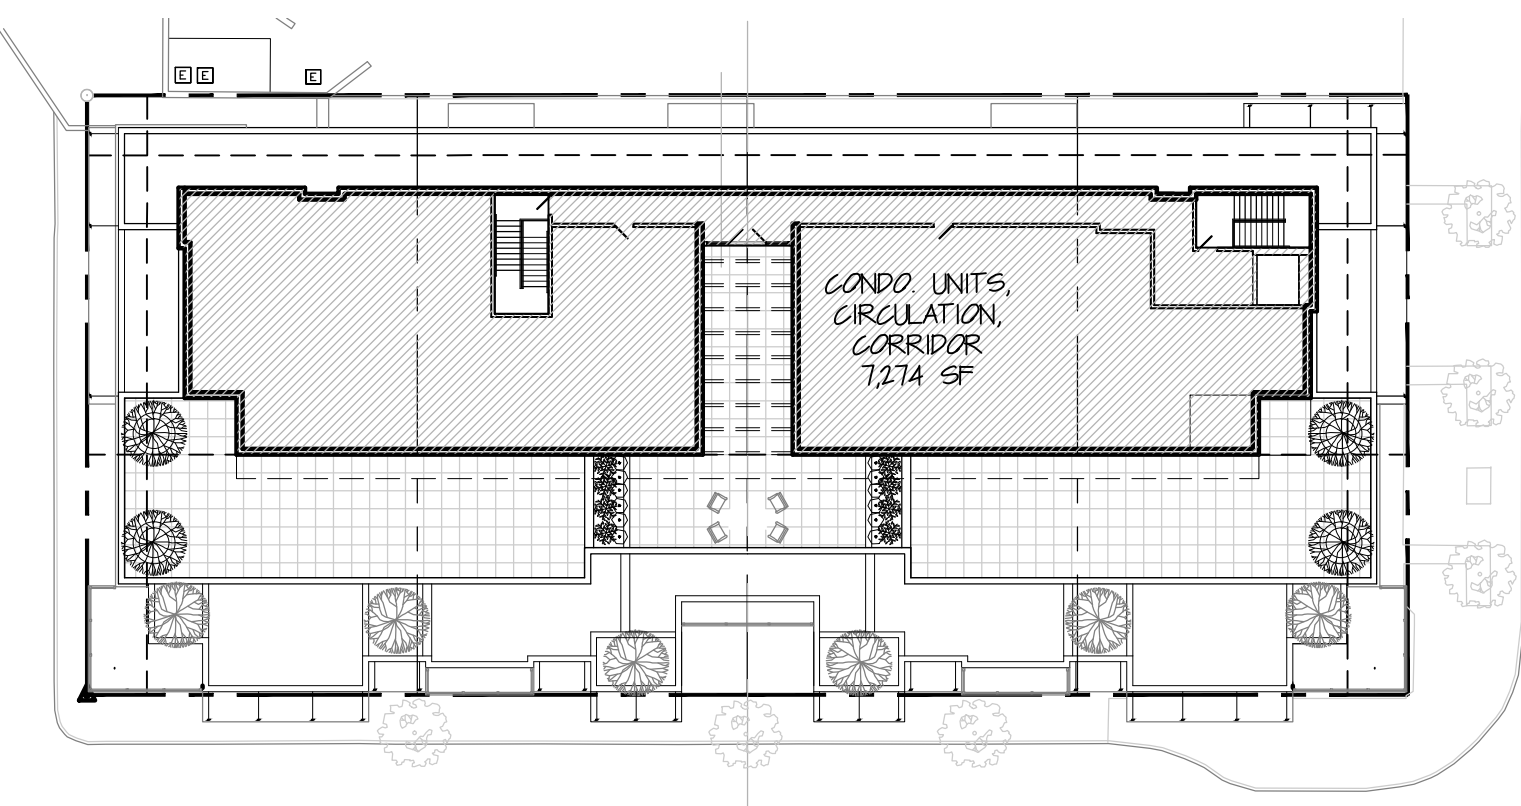 E E
E
CONDO. UNITS,
CIRCULATION,
CORRIDOR
7,274 SF